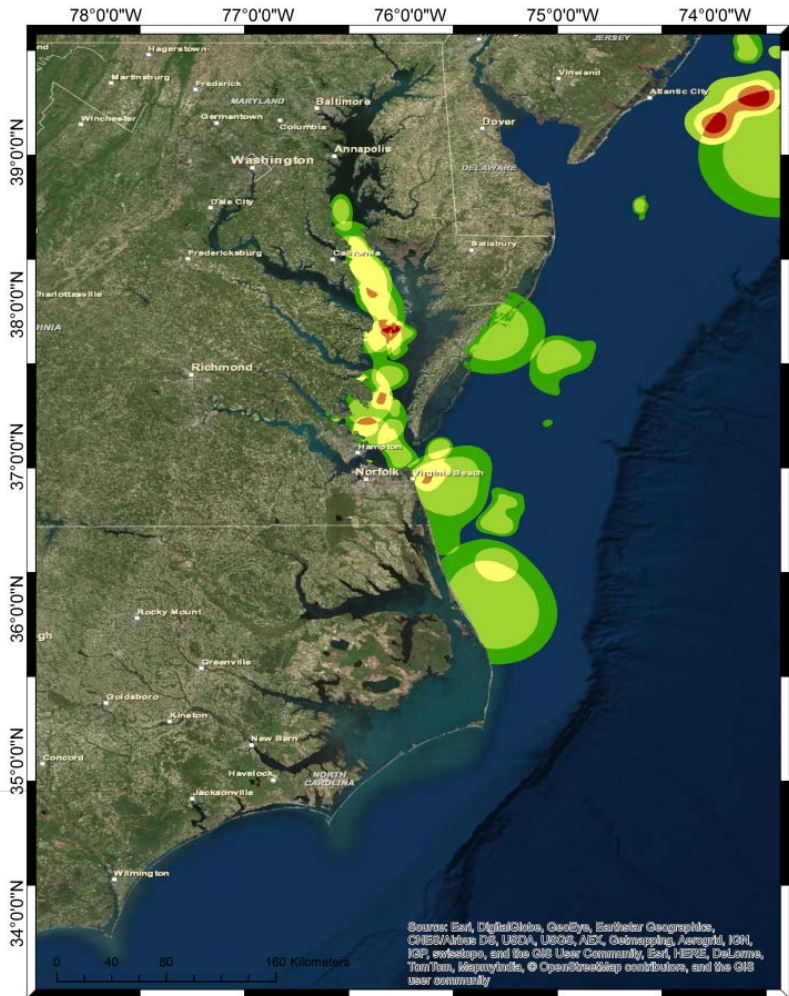 78°0'0"W 77°0'0"W 76°0'0"W 75°0'0"W 74°0'0"W
JERSEY
Hagerstown
Martinsburg
Frederick
Vineland
Atlantic City
MARYLAND
Baltimore
Winchester
Germantown
Columbia
Dover
39°0'0"N
Annapolis
Washington
DELAWARE
Dale City
Salisbury
Fredericksburg
California
38°0'0"N
Charlottesville
RINIA
Richmond
37°0'0"N
Hampton
Norfolk
Virginia Beach
36°0'0"N
Rocky Mount
gh
Greenville
Goldsboro
Kinston
New Bern
35°0'0"N
Concord
Havelock
NORTH
CAROLINA
Jacksonville
Wilmington
34°0'0"N
Source: Esri, DigitalGlobe, GeoEye, Earthstar Geographics,
CNES/Airbus DS, USDA, USGS, AEX, Getmapping, Aerogrid, IGN,
IGP, swisstopo, and the GIS User Community, Esri, HERE, DeLorme,
TomTom, MapmyIndia, © OpenStreetMap contributors, and the GIS
user community
0 40 80 160 Kilometers